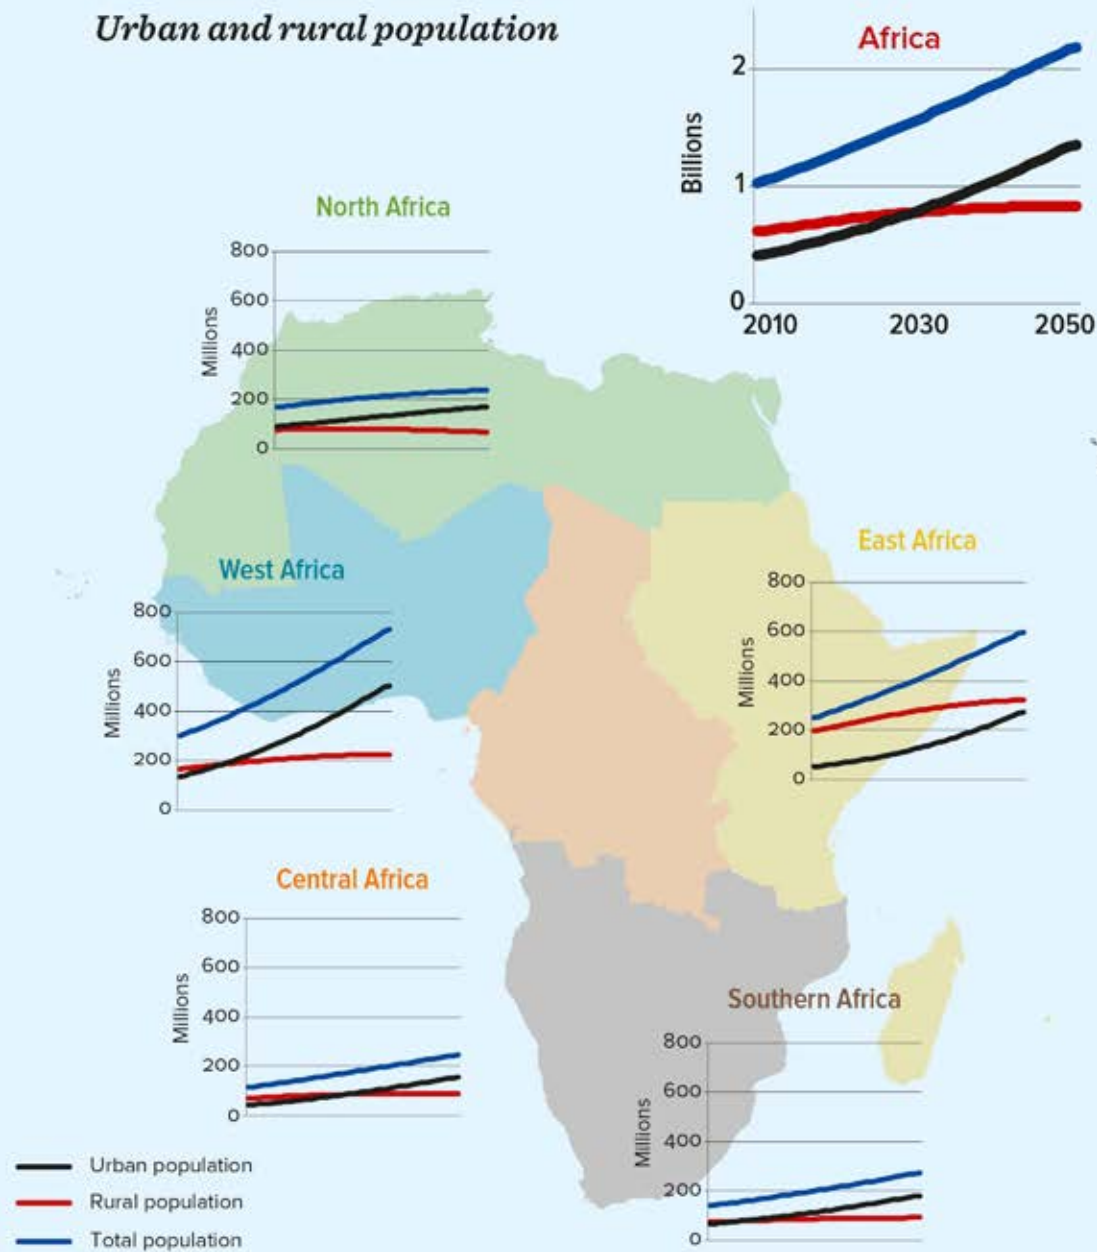 Urban and rural population
Africa
Billions
2
1
0
2010 2030 2050
North Africa
Millions
800
600
400
200
0
West Africa
Millions
800
600
400
200
0
East Africa
Millions
800
600
400
200
0
Central Africa
Millions
800
600
400
200
0
Southern Africa
Millions
800
600
400
200
0
Urban population
Rural population
Total population